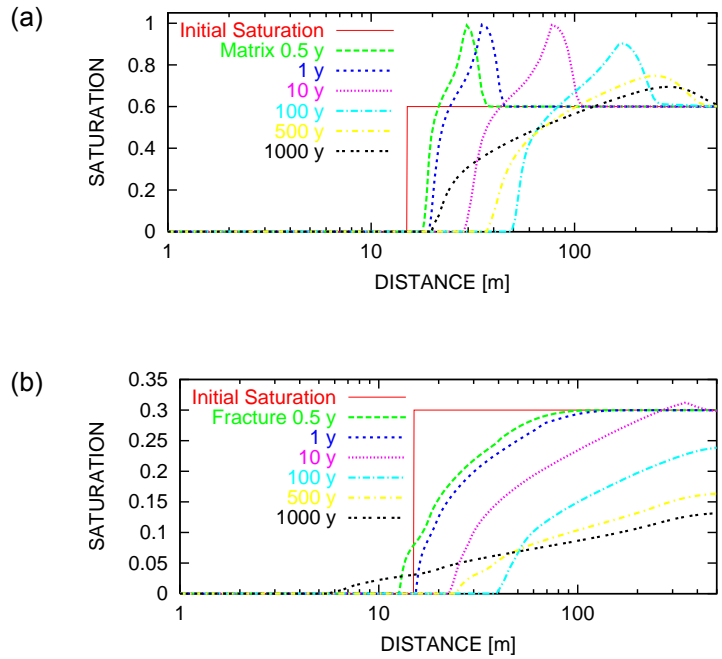 (a)
SATURATION
1
0.8
0.6
0.4
0.2
0
Initial Saturation
Matrix 0.5 y
1 y
10 y
100 y
500 y
1000 y
1 10 100
DISTANCE [m]
(b)
SATURATION
0.35
0.3
0.25
0.2
0.15
0.1
0.05
0
Initial Saturation
Fracture 0.5 y
1 y
10 y
100 y
500 y
1000 y
1 10 100
DISTANCE [m]